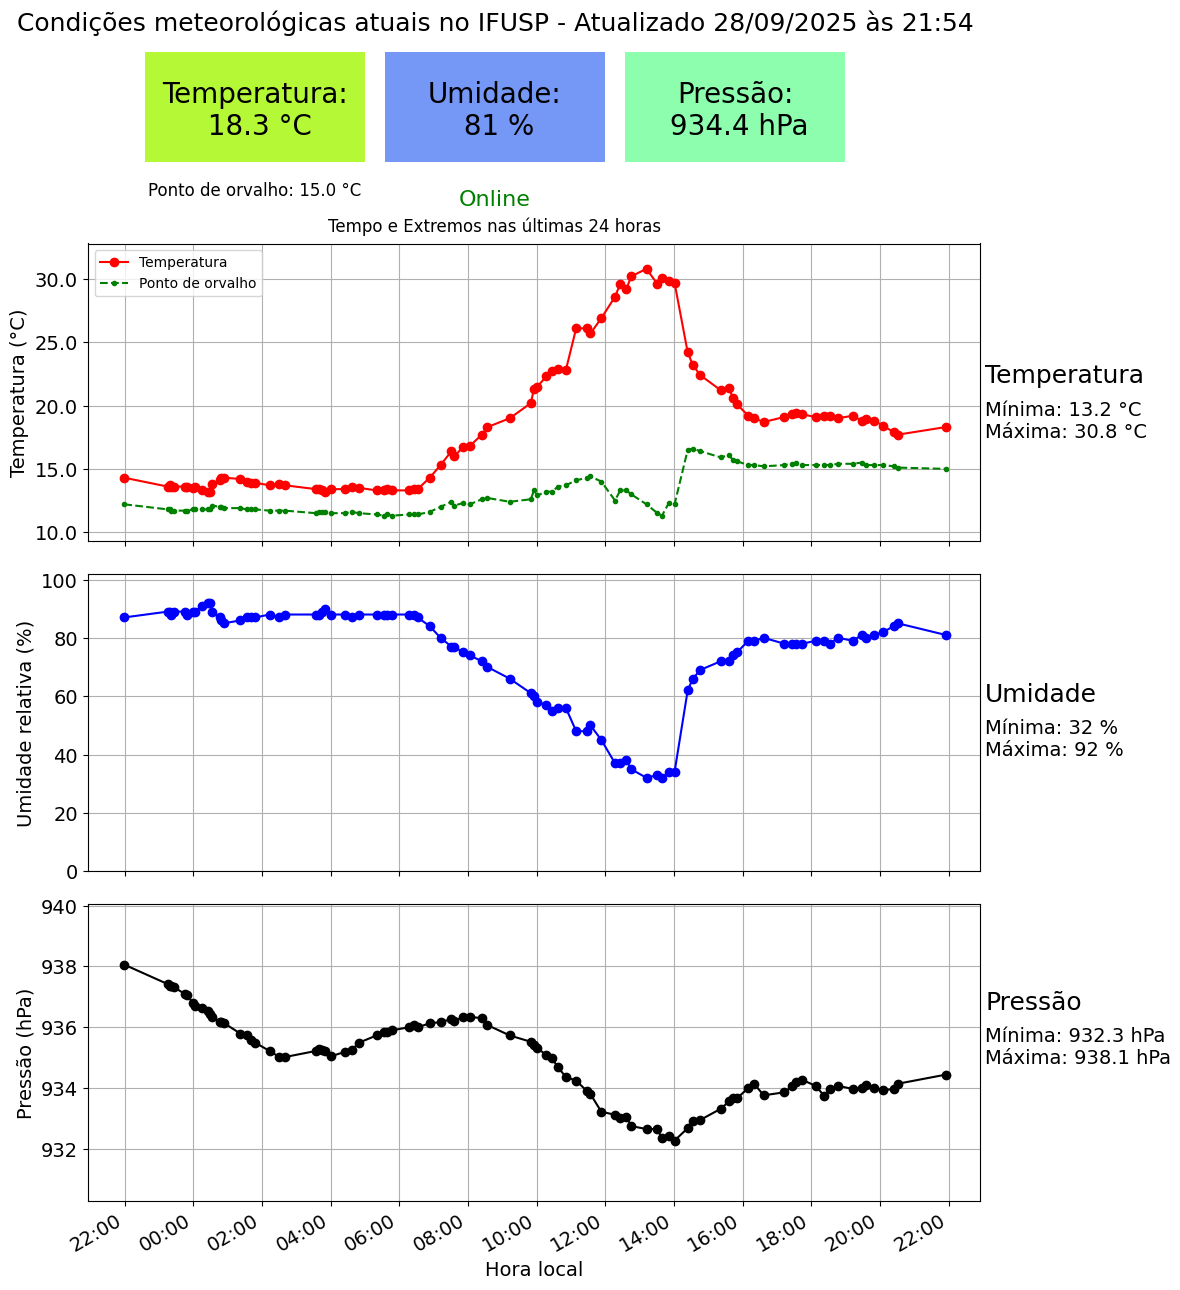 Condições meteorológicas atuais no IFUSP - Atualizado 28/09/2025 às 21:54
Temperatura:
18.3 °C
Umidade:
81 %
Pressão:
934.4 hPa
Ponto de orvalho: 15.0 °C
Online
Tempo e Extremos nas últimas 24 horas
Temperatura
Ponto de orvalho
30.0
25.0
20.0
15.0
10.0
Temperatura (°C)
Temperatura
Mínima: 13.2 °C
Máxima: 30.8 °C
100
80
60
40
20
0
Umidade relativa (%)
Umidade
Mínima: 32 %
Máxima: 92 %
940
938
936
934
932
Pressão (hPa)
Pressão
Mínima: 932.3 hPa
Máxima: 938.1 hPa
22:00
00:00
02:00
04:00
06:00
08:00
10:00
12:00
14:00
16:00
18:00
20:00
22:00
Hora local